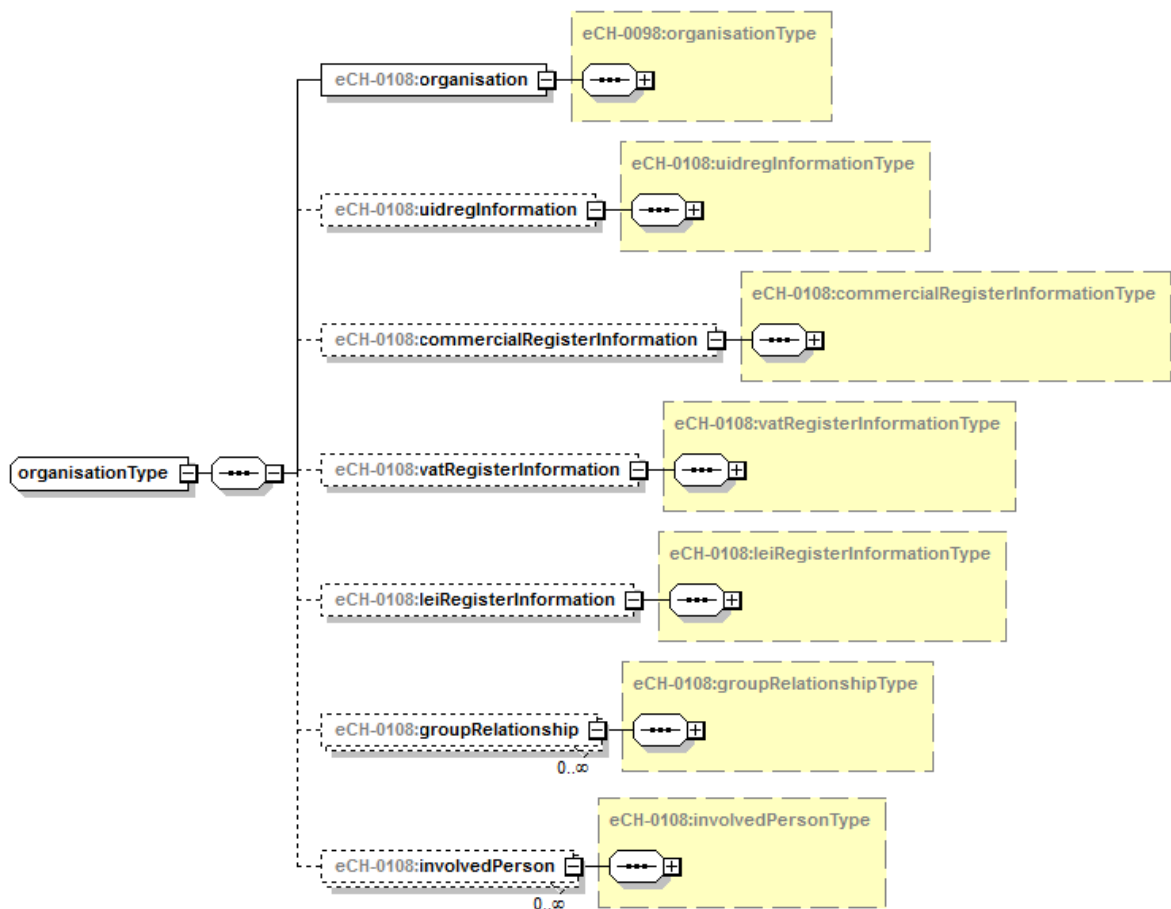 eCH-0098:organisationType
eCH-0108:organisation
eCH-0108:uidregInformationType
eCH-0108:uidregInformation
eCH-0108:commercialRegisterInformationType
eCH-0108:commercialRegisterInformation
eCH-0108:vatRegisterInformationType
eCH-0108:vatRegisterInformation
organisationType
eCH-0108:leiRegisterInformationType
eCH-0108:leiRegisterInformation
eCH-0108:groupRelationshipType
eCH-0108:groupRelationship
0..∞
eCH-0108:involvedPersonType
eCH-0108:involvedPerson
0..∞